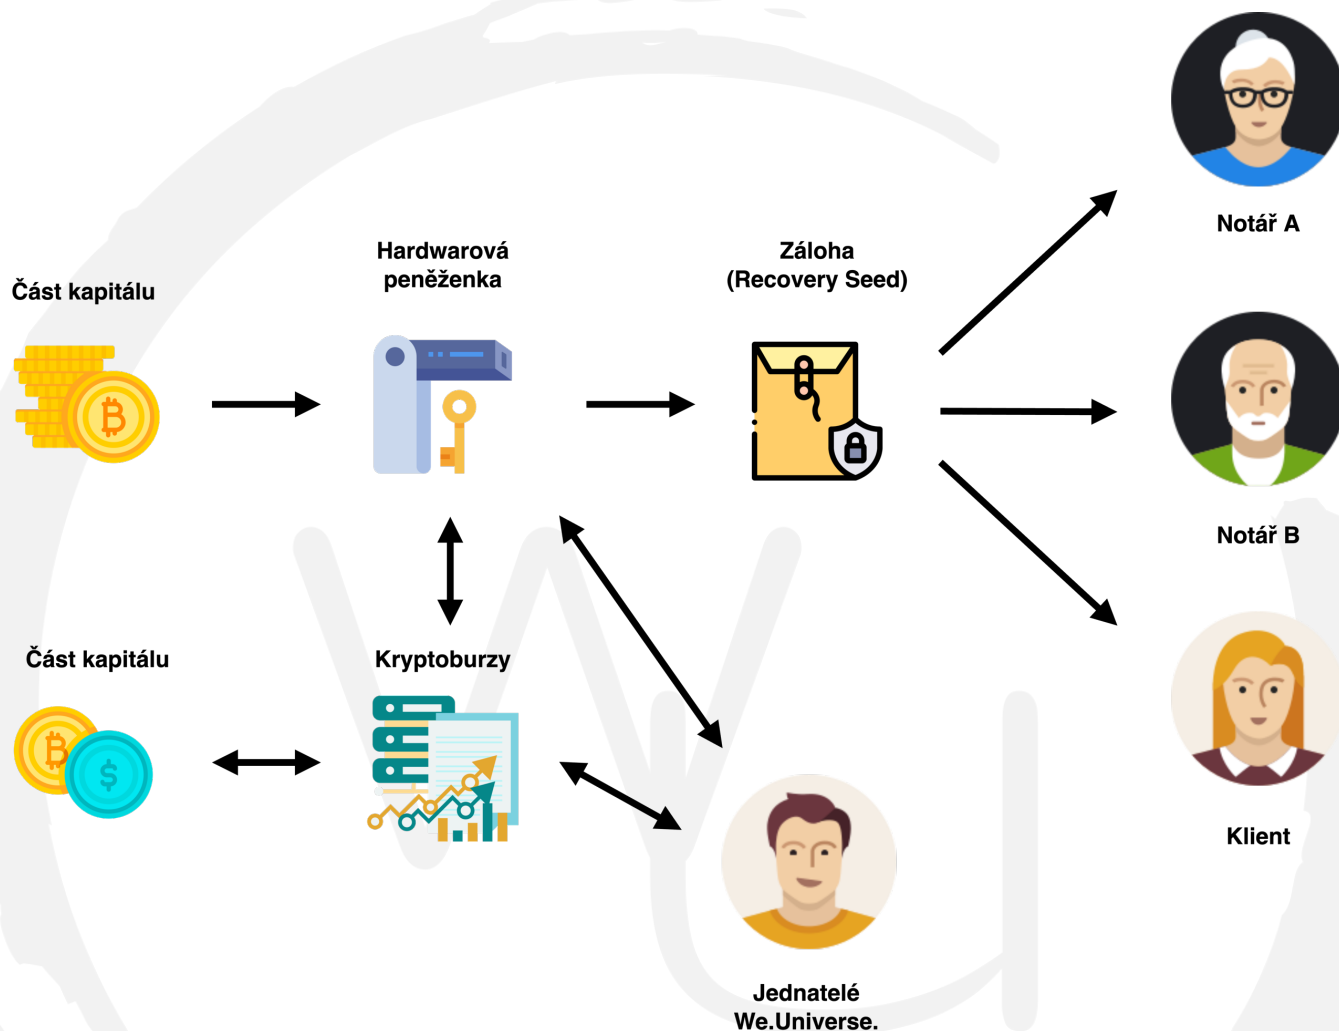 Notář A
Hardwarová
peněženka
Záloha
(Recovery Seed)
Část kapitálu
Notář B
Část kapitálu
Kryptoburzy
Klient
Jednatelé
We.Universe.